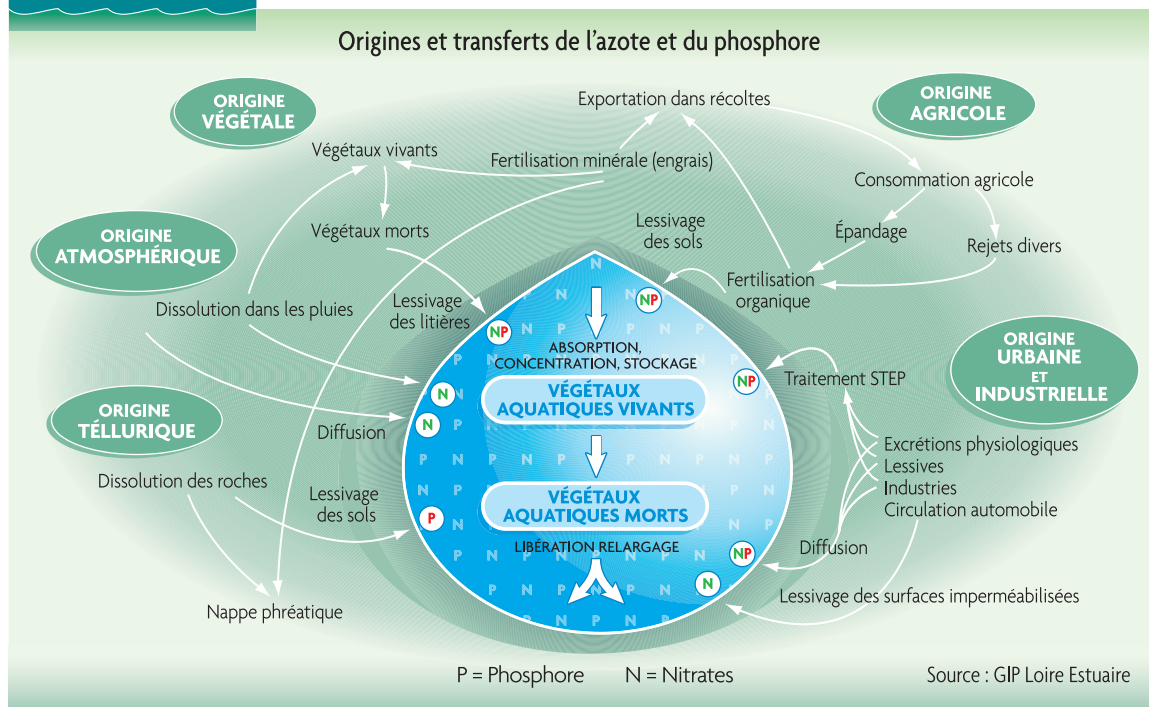 Origines et transferts de l'azote et du phosphore
ORIGINE
VÉGÉTALE
Exportation dans récoltes
ORIGINE
AGRICOLE
Végétaux vivants
Fertilisation minérale (engrais)
Consommation agricole
Végétaux morts
Lessivage
des sols
Épandage
Rejets divers
ORIGINE
ATMOSPHÉRIQUE
Fertilisation
organique
Dissolution dans les pluies
Lessivage
des litières
N
NP
NP
ABSORPTION,
CONCENTRATION, STOCKAGE
ORIGINE
URBAINE
ET
INDUSTRIELLE
Traitement STEP
NP
N
VÉGÉTAUX
AQUATIQUES VIVANTS
ORIGINE
TÉLLURIQUE
Diffusion
N
Excrétions physiologiques
Lessives
Industries
Circulation automobile
Dissolution des roches
Lessivage
des sols
P
VÉGÉTAUX
AQUATIQUES MORTS
LIBÉRATION RELARGAGE
NP
Diffusion
N
Lessivage des surfaces imperméabilisées
Nappe phréatique
P = Phosphore N = Nitrates
Source : GIP Loire Estuaire